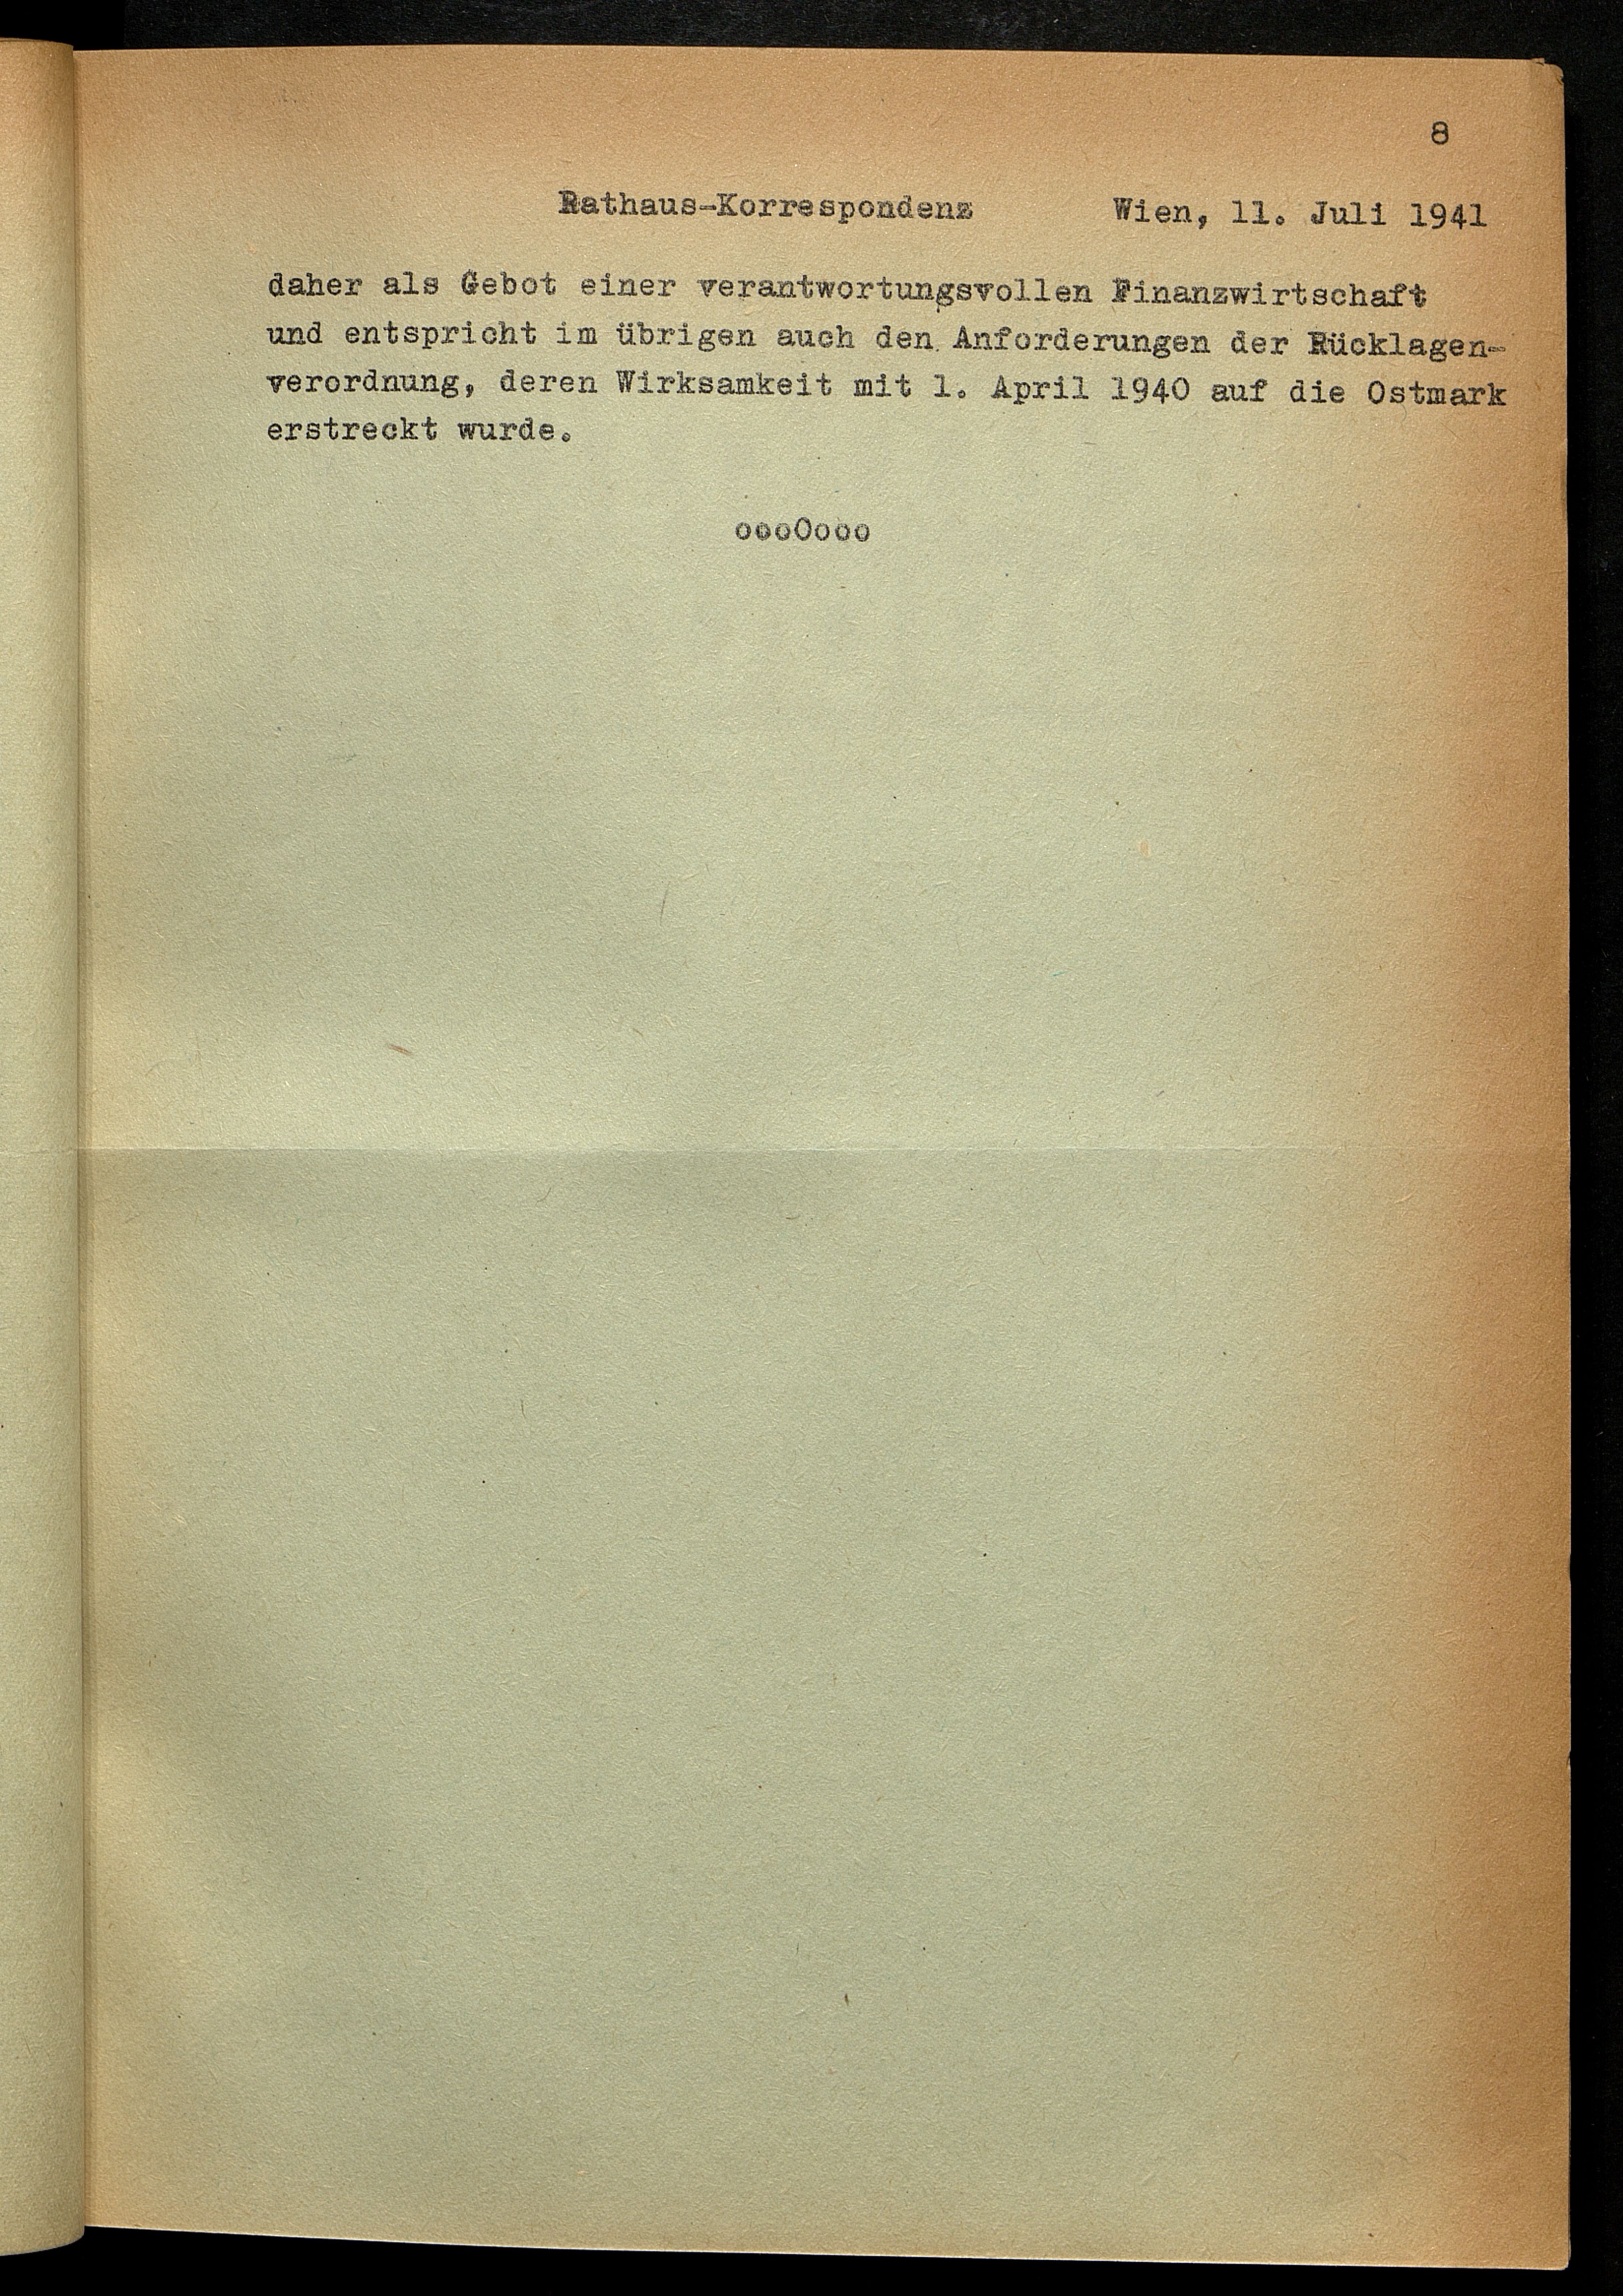 8
Rathaus-Korrespondenz Wien, 11. Juli 1941
daher als Gebot einer verantwortungsvollen Finanzwirtschaft
und entspricht im übrigen auch den Anforderungen der Rücklagen-
verordnung, deren Wirksamkeit mit 1. April 1940 auf die Ostmark
erstreckt wurde.
oooOooo